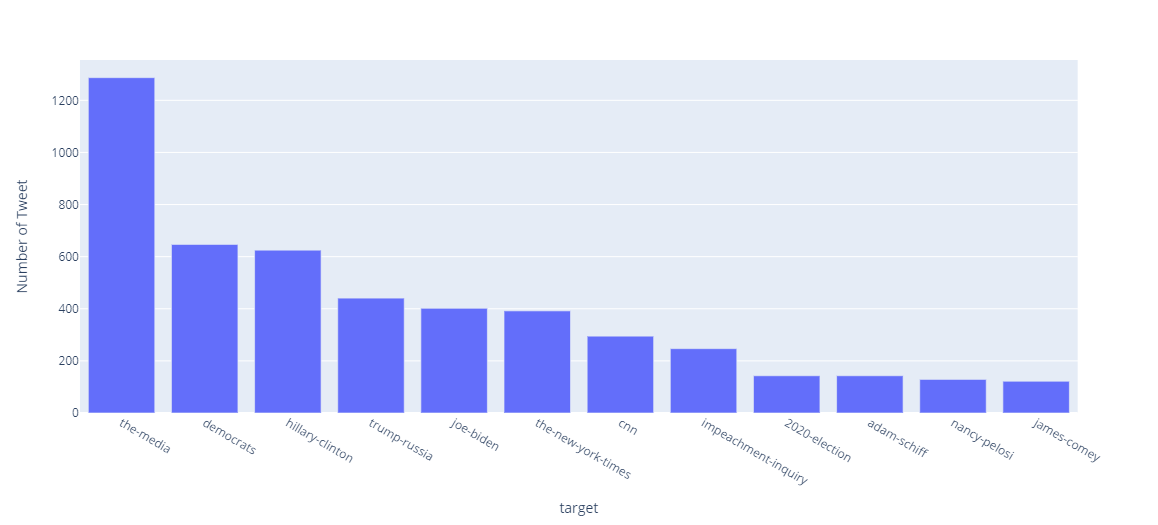 1200
1000
800
600
400
200
0
Number of Tweet
the-media
democrats
hillary-clinton
trump-russia
joe-biden
the-new-york-times
cnn
impeachment-inquiry
2020-election
adam-schiff
nancy-pelosi
james-comey
target